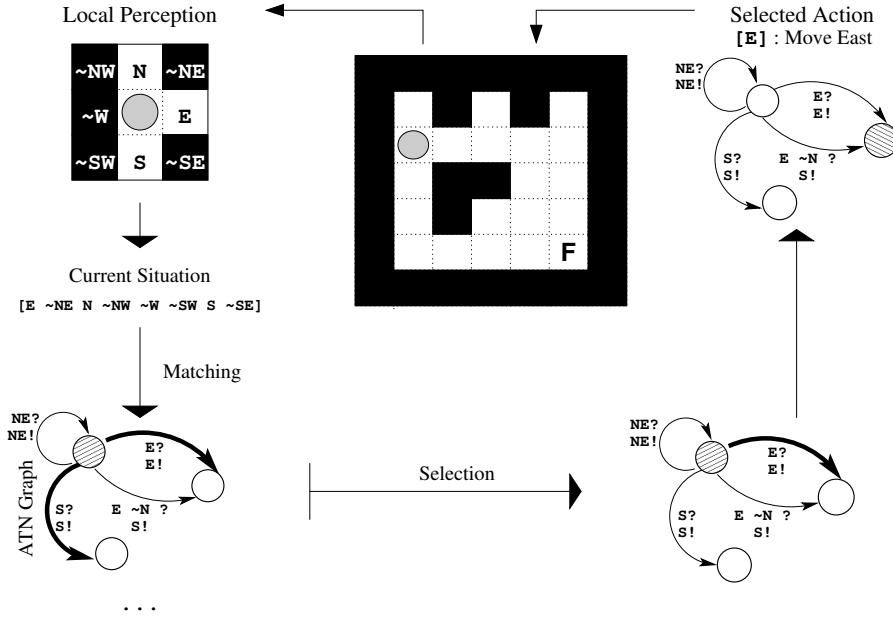 Local Perception
~NW N ~NE
~W E
~SW S ~SE
Current Situation
[E ~NE N ~NW ~W ~SW S ~SE]
Matching
NE?
NE!
E?
E!
S?
S!
E ~N ?
S!
ATN Graph
. . .
F
Selection
NE?
NE!
E?
E!
S?
S!
E ~N ?
S!
Selected Action
[E] : Move East
NE?
NE!
E?
E!
S?
S!
E ~N ?
S!